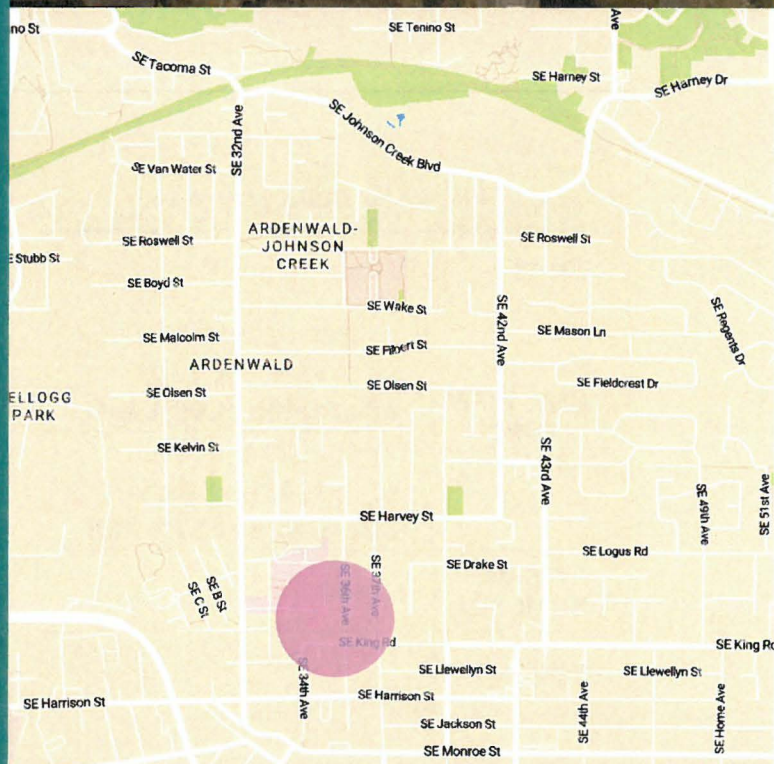 no St
SE Tenino St
Ave
SE Tacoma St
SE Harney St
SE Harney Dr
SE 32nd Ave
SE Johnson Creek Blvd
SE Van Water St
ARDENWALD-
JOHNSON
CREEK
SE Roswell St
SE Roswell St
E Stubb St
SE Boyd St
SE Wake St
SE 42nd Ave
SE Regents Dr
SE Malcolm St
SE Filbert St
SE Mason Ln
ARDENWALD
SE Olsen St
SE Olsen St
SE Fieldcrest Dr
ELLOGG
PARK
SE Kelvin St
SE 43rd Ave
SE 49th Ave
SE 51st Ave
SE Harvey St
SE Logus Rd
SE Drake St
SE B St
SE C St
SE 36th Ave
SE 37th Ave
SE King Rd
SE King Rd
SE Llewellyn St
SE Llewellyn St
SE 34th Ave
SE Harrison St
SE Harrison St
SE 44th Ave
SE Home Ave
SE Jackson St
SE Monroe St